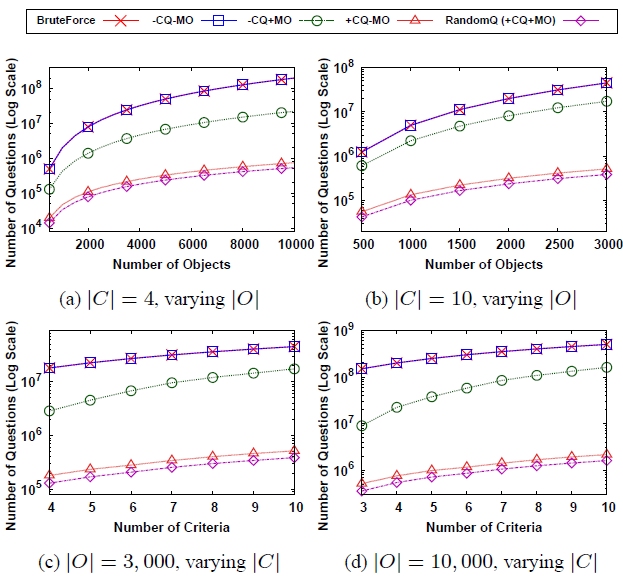 BruteForce -CQ-MO -CQ+MO +CQ-MO RandomQ (+CQ+MO)
Number of Questions (Log Scale)
10^8
10^7
10^6
10^5
10^4
2000 4000 6000 8000 10000
Number of Objects
(a) |C| = 4, varying |O|
Number of Questions (Log Scale)
10^8
10^7
10^6
10^5
500 1000 1500 2000 2500 3000
Number of Objects
(b) |C| = 10, varying |O|
Number of Questions (Log Scale)
10^7
10^6
10^5
4 5 6 7 8 9 10
Number of Criteria
(c) |O| = 3, 000, varying |C|
Number of Questions (Log Scale)
10^9
10^8
10^7
10^6
3 4 5 6 7 8 9 10
Number of Criteria
(d) |O| = 10, 000, varying |C|